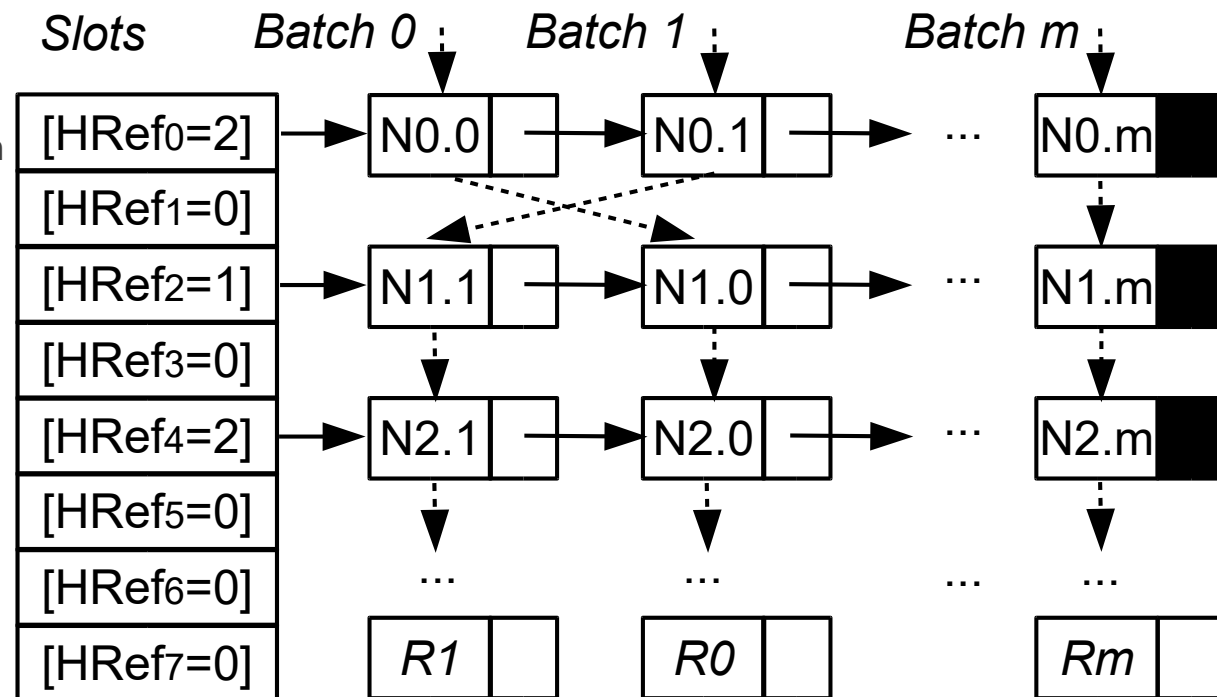 Slots Batch 0 Batch 1 Batch m
[HRef0=2] N0.0 N0.1 ... N0.m
[HRef1=0]
[HRef2=1] N1.1 N1.0 ... N1.m
[HRef3=0]
[HRef4=2] N2.1 N2.0 ... N2.m
[HRef5=0]
[HRef6=0] ... ... ... ...
[HRef7=0] R1 R0 Rm